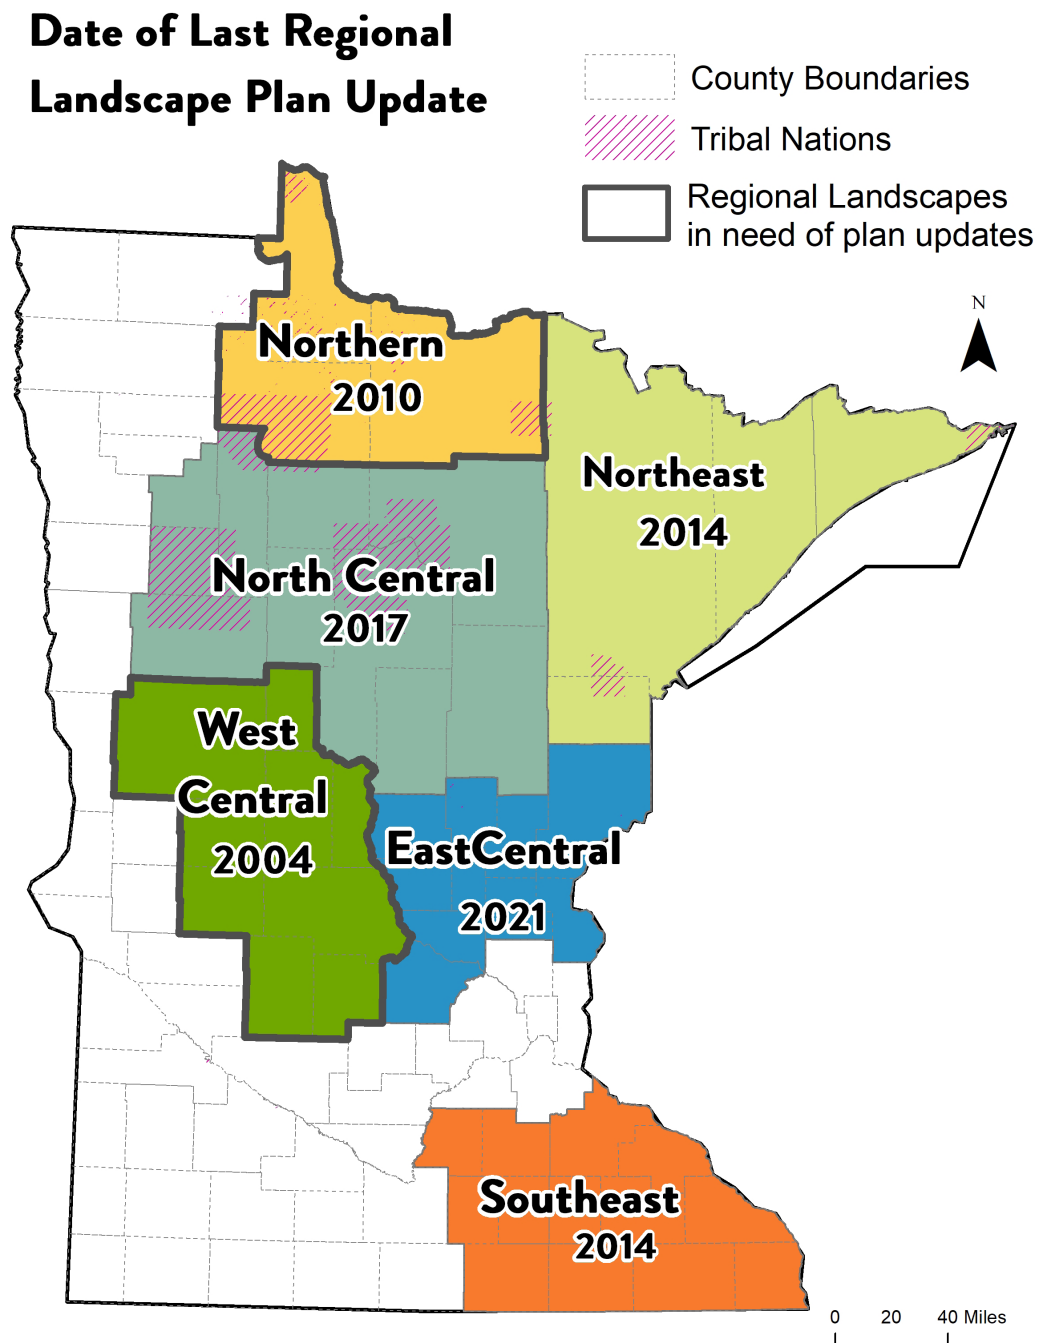 Date of Last Regional
Landscape Plan Update
County Boundaries
Tribal Nations
Regional Landscapes
in need of plan updates
N
Northern
2010
Northeast
2014
North Central
2017
West
Central
2004
EastCentral
2021
Southeast
2014
0 20 40 Miles